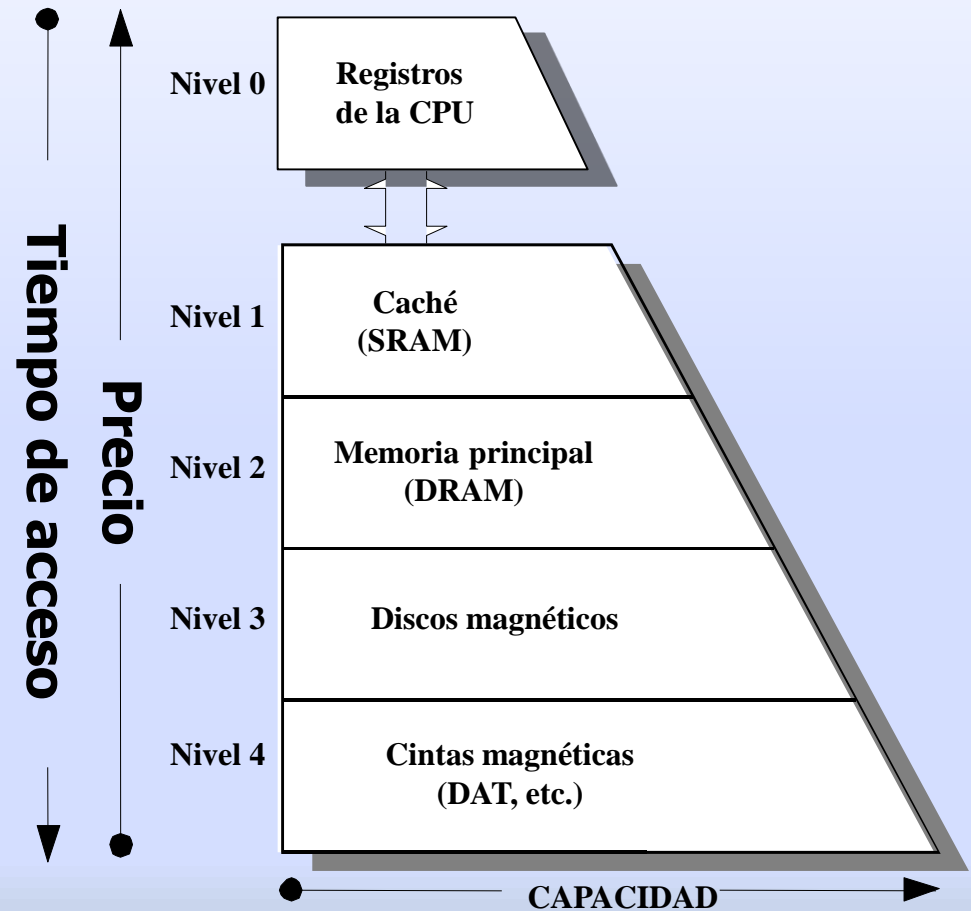 Tiempo de acceso
Precio
Nivel 0
Registros
de la CPU
Nivel 1
Caché
(SRAM)
Nivel 2
Memoria principal
(DRAM)
Nivel 3
Discos magnéticos
Nivel 4
Cintas magnéticas
(DAT, etc.)
CAPACIDAD